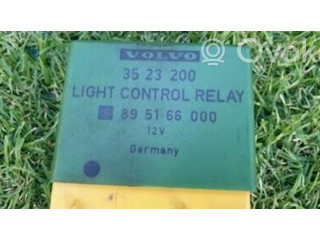 VOLVO
35 23 200
LIGHT CONTROL RELAY
89 51 66 000
12V
Germany